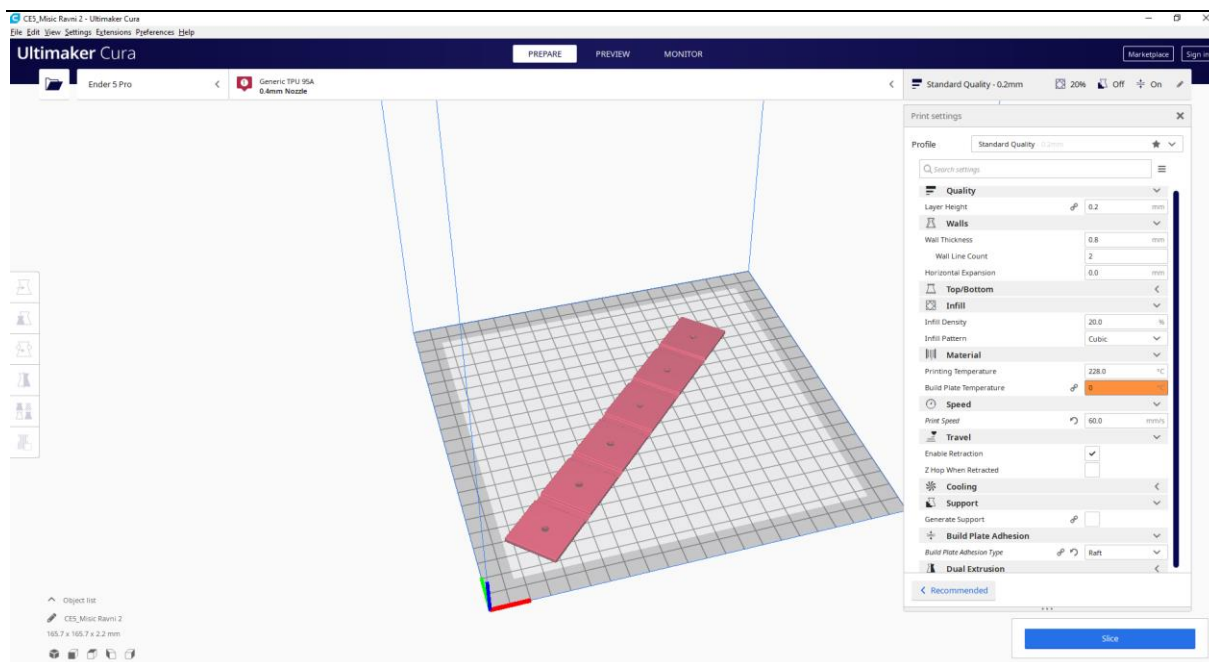 CE5_Misic Ravni 2 - Ultimaker Cura
File Edit View Settings Extensions Preferences Help
Ultimaker Cura
PREPARE PREVIEW MONITOR
Marketplace Sign in
Ender 5 Pro
Generic TPU 95A
0.4mm Nozzle
Standard Quality - 0.2mm 20% Off On
Print settings
Profile Standard Quality 0.2mm
Search settings
Quality
Layer Height 0.2 mm
Walls
Wall Thickness 0.8 mm
Wall Line Count 2
Horizontal Expansion 0.0 mm
Top/Bottom
Infill
Infill Density 20.0 %
Infill Pattern Cubic
Material
Printing Temperature 228.0 °C
Build Plate Temperature 0 °C
Speed
Print Speed 60.0 mm/s
Travel
Enable Retraction
Z Hop When Retracted
Cooling
Support
Generate Support
Build Plate Adhesion
Build Plate Adhesion Type Raft
Dual Extrusion
Recommended
Object list
CE5_Misic Ravni 2
165.7 x 165.7 x 2.2 mm
Slice